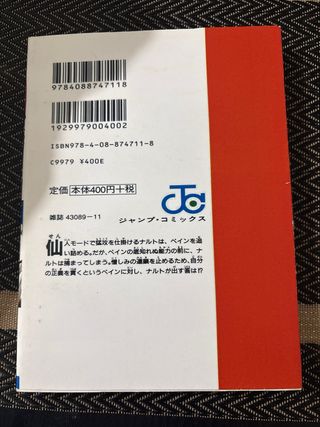 9784088747118
1929979004002
ISBN978-4-08-874711-8
C9979 ¥400E
定価 本体400円+税
雑誌 43089-11
ジャンプ・コミックス
せん
仙人モードで猛攻を仕掛けるナルトは、ペインを追
い詰める。だが、ペインの底知れぬ能力の前に、ナ
ルトは捕まってしまう。憎しみの連鎖を止めるため、自分
の正義を貫くというペインに対し、ナルトが出す答は!?